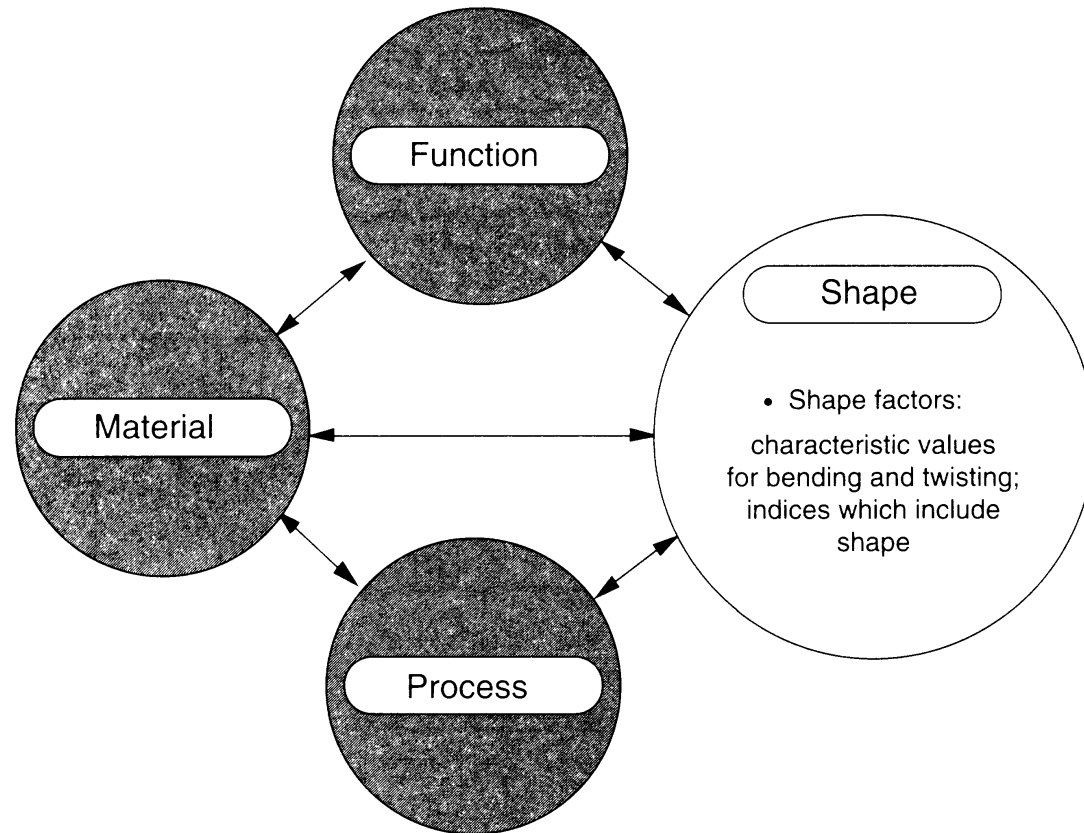 Function
Shape
Material
• Shape factors:
characteristic values
for bending and twisting;
indices which include
shape
Process